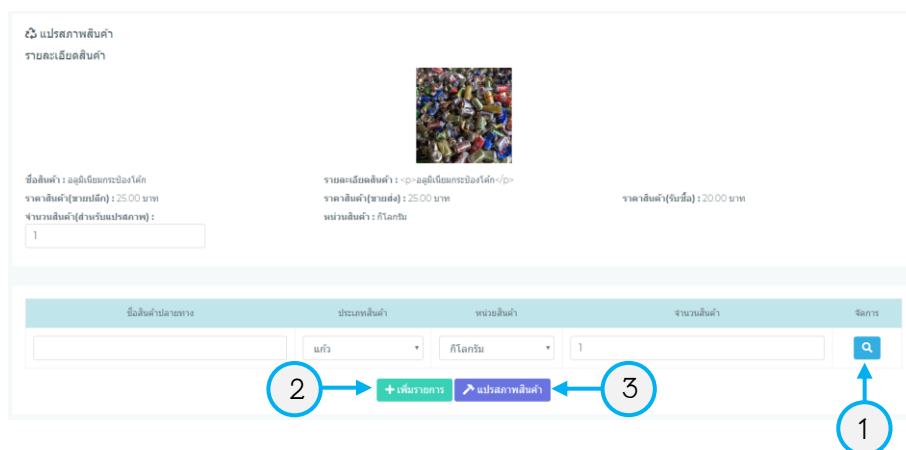 แปรสภาพสินค้า
รายละเอียดสินค้า
ชื่อสินค้า : อลูมิเนียมกระป๋องโค้ก รายละเอียดสินค้า : <p>อลูมิเนียมกระป๋องโค้ก</p>
ราคาสินค้า(ขายปลีก) : 25.00 บาท ราคาสินค้า(ขายส่ง) : 25.00 บาท ราคาสินค้า(รับซื้อ) : 20.00 บาท
จำนวนสินค้า(สำหรับแปรสภาพ) : หน่วนสินค้า : กิโลกรัม
1
ชื่อสินค้าปลายทาง ประเภทสินค้า หน่วยสินค้า จำนวนสินค้า จัดการ
แก้ว กิโลกรัม 1
2 เพิ่มรายการ แปรสภาพสินค้า 3
1